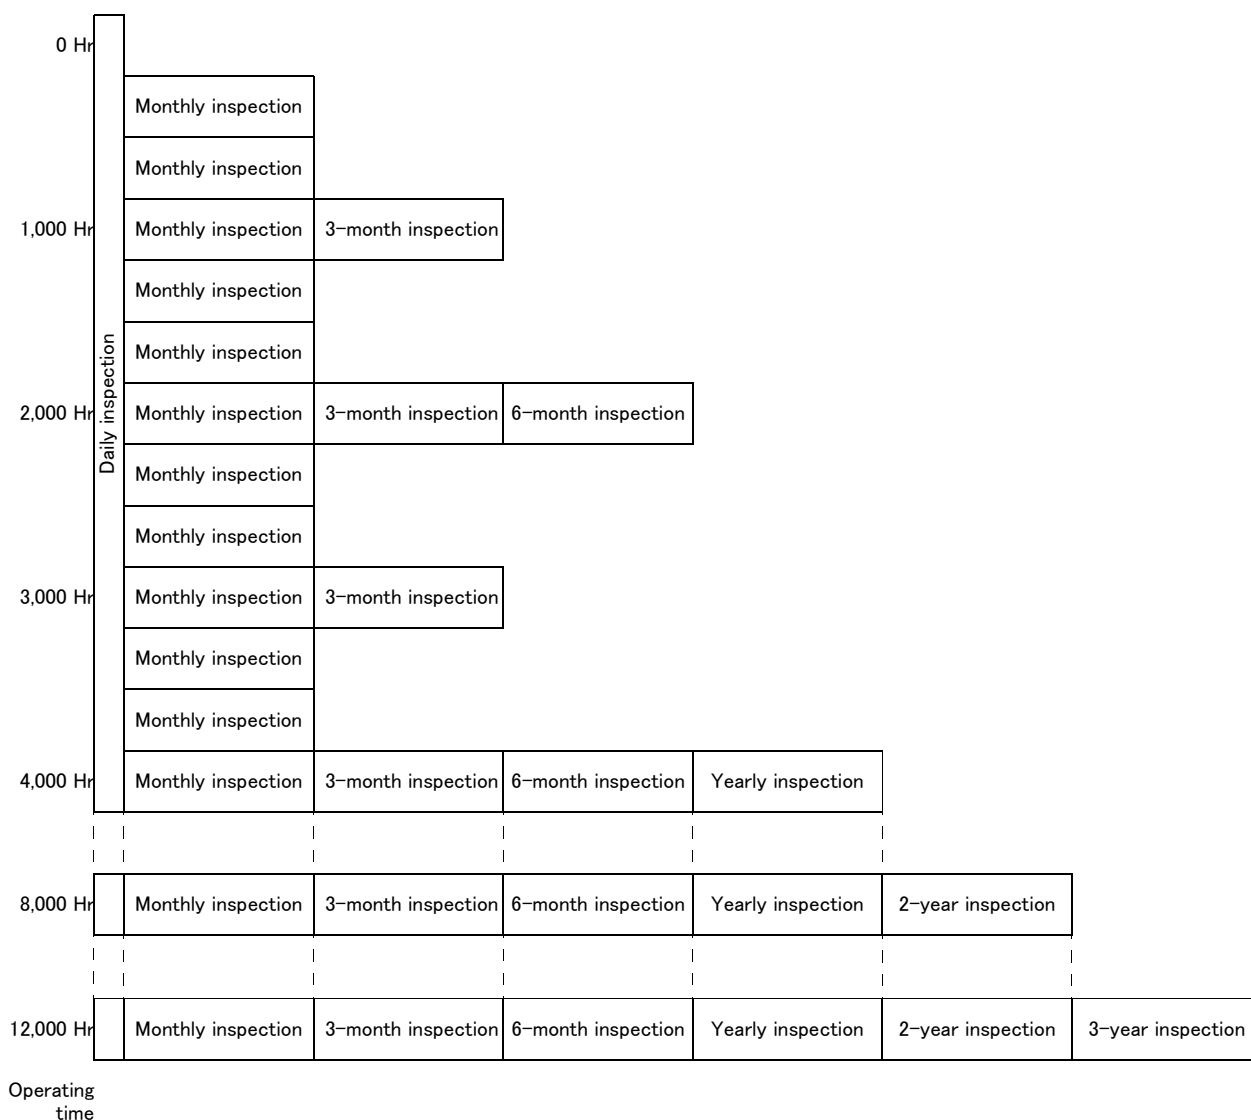 0 Hr
Monthly inspection
Monthly inspection
1,000 Hr Monthly inspection 3-month inspection
Monthly inspection
Monthly inspection
Daily inspection
2,000 Hr Monthly inspection 3-month inspection 6-month inspection
Monthly inspection
Monthly inspection
3,000 Hr Monthly inspection 3-month inspection
Monthly inspection
Monthly inspection
4,000 Hr Monthly inspection 3-month inspection 6-month inspection Yearly inspection
8,000 Hr Monthly inspection 3-month inspection 6-month inspection Yearly inspection 2-year inspection
12,000 Hr Monthly inspection 3-month inspection 6-month inspection Yearly inspection 2-year inspection 3-year inspection
Operating
time